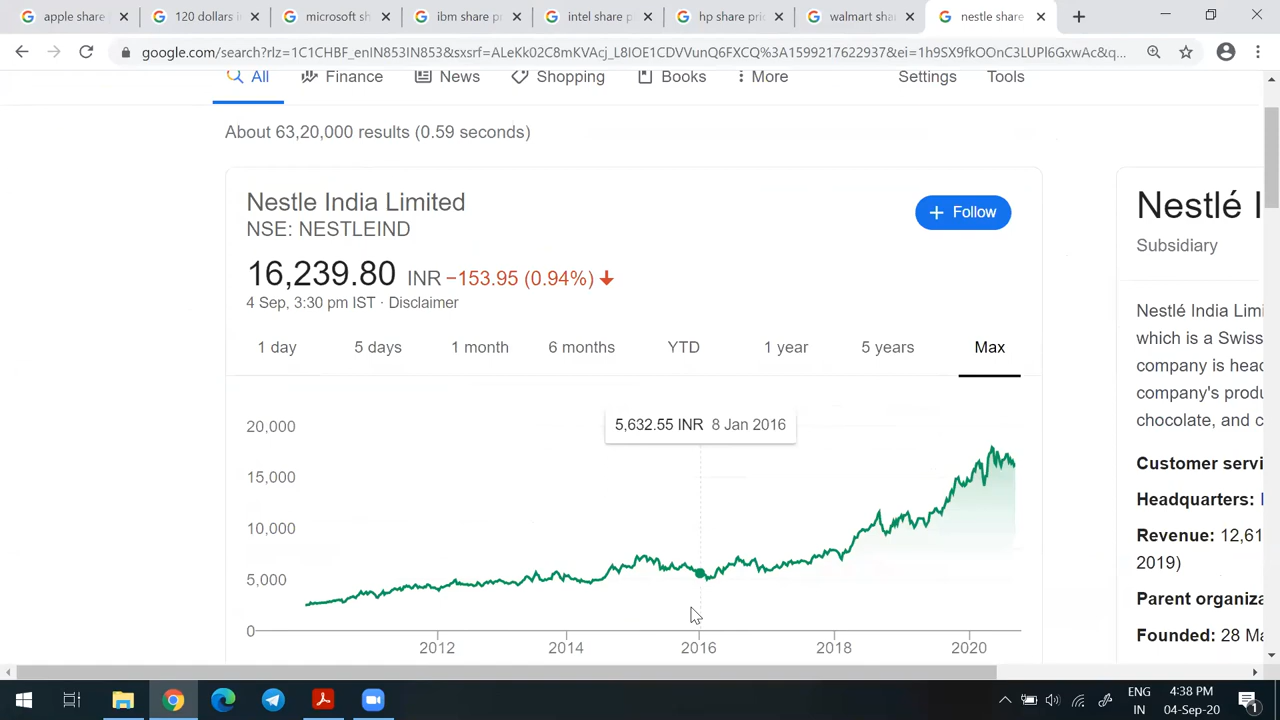 apple share
120 dollars i
microsoft sh
ibm share p
intel share p
hp share pric
walmart shar
nestle share
google.com/search?rlz=1C1CHBF_enIN853IN853&sxsrf=ALeKk02C8mKVAcj_L8IOE1CDVVunQ6FXCQ%3A1599217622937&ei=1h9SX9fkOOnC3LUPl6GxwAc&q...
All
Finance
News
Shopping
Books
More
Settings
Tools
About 63,20,000 results (0.59 seconds)
Nestle India Limited
NSE: NESTLEIND
Follow
16,239.80 INR −153.95 (0.94%)
4 Sep, 3:30 pm IST · Disclaimer
1 day
5 days
1 month
6 months
YTD
1 year
5 years
Max
5,632.55 INR 8 Jan 2016
20,000
15,000
10,000
5,000
0
2012
2014
2016
2018
2020
Nestlé I
Subsidiary
Nestlé India Limi
which is a Swiss
company is head
company's produ
chocolate, and c
Customer servi
Headquarters:
Revenue: 12,61
2019)
Parent organiza
Founded: 28 Ma
ENG
IN
4:38 PM
04-Sep-20
1